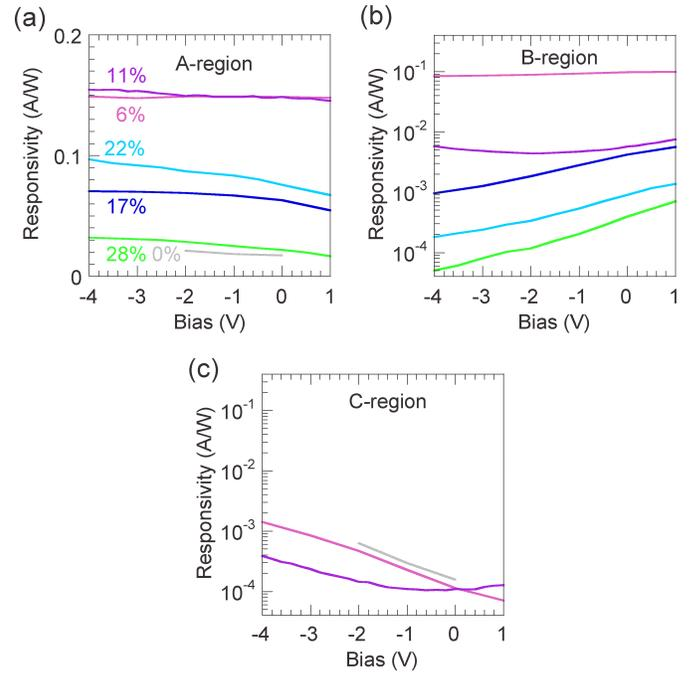 (a)
0.2
0.1
0
Responsivity (A/W)
A-region
11%
6%
22%
17%
28% 0%
-4 -3 -2 -1 0 1
Bias (V)
(b)
10-1
10-2
10-3
10-4
Responsivity (A/W)
B-region
-4 -3 -2 -1 0 1
Bias (V)
(c)
10-1
10-2
10-3
10-4
Responsivity (A/W)
C-region
-4 -3 -2 -1 0 1
Bias (V)